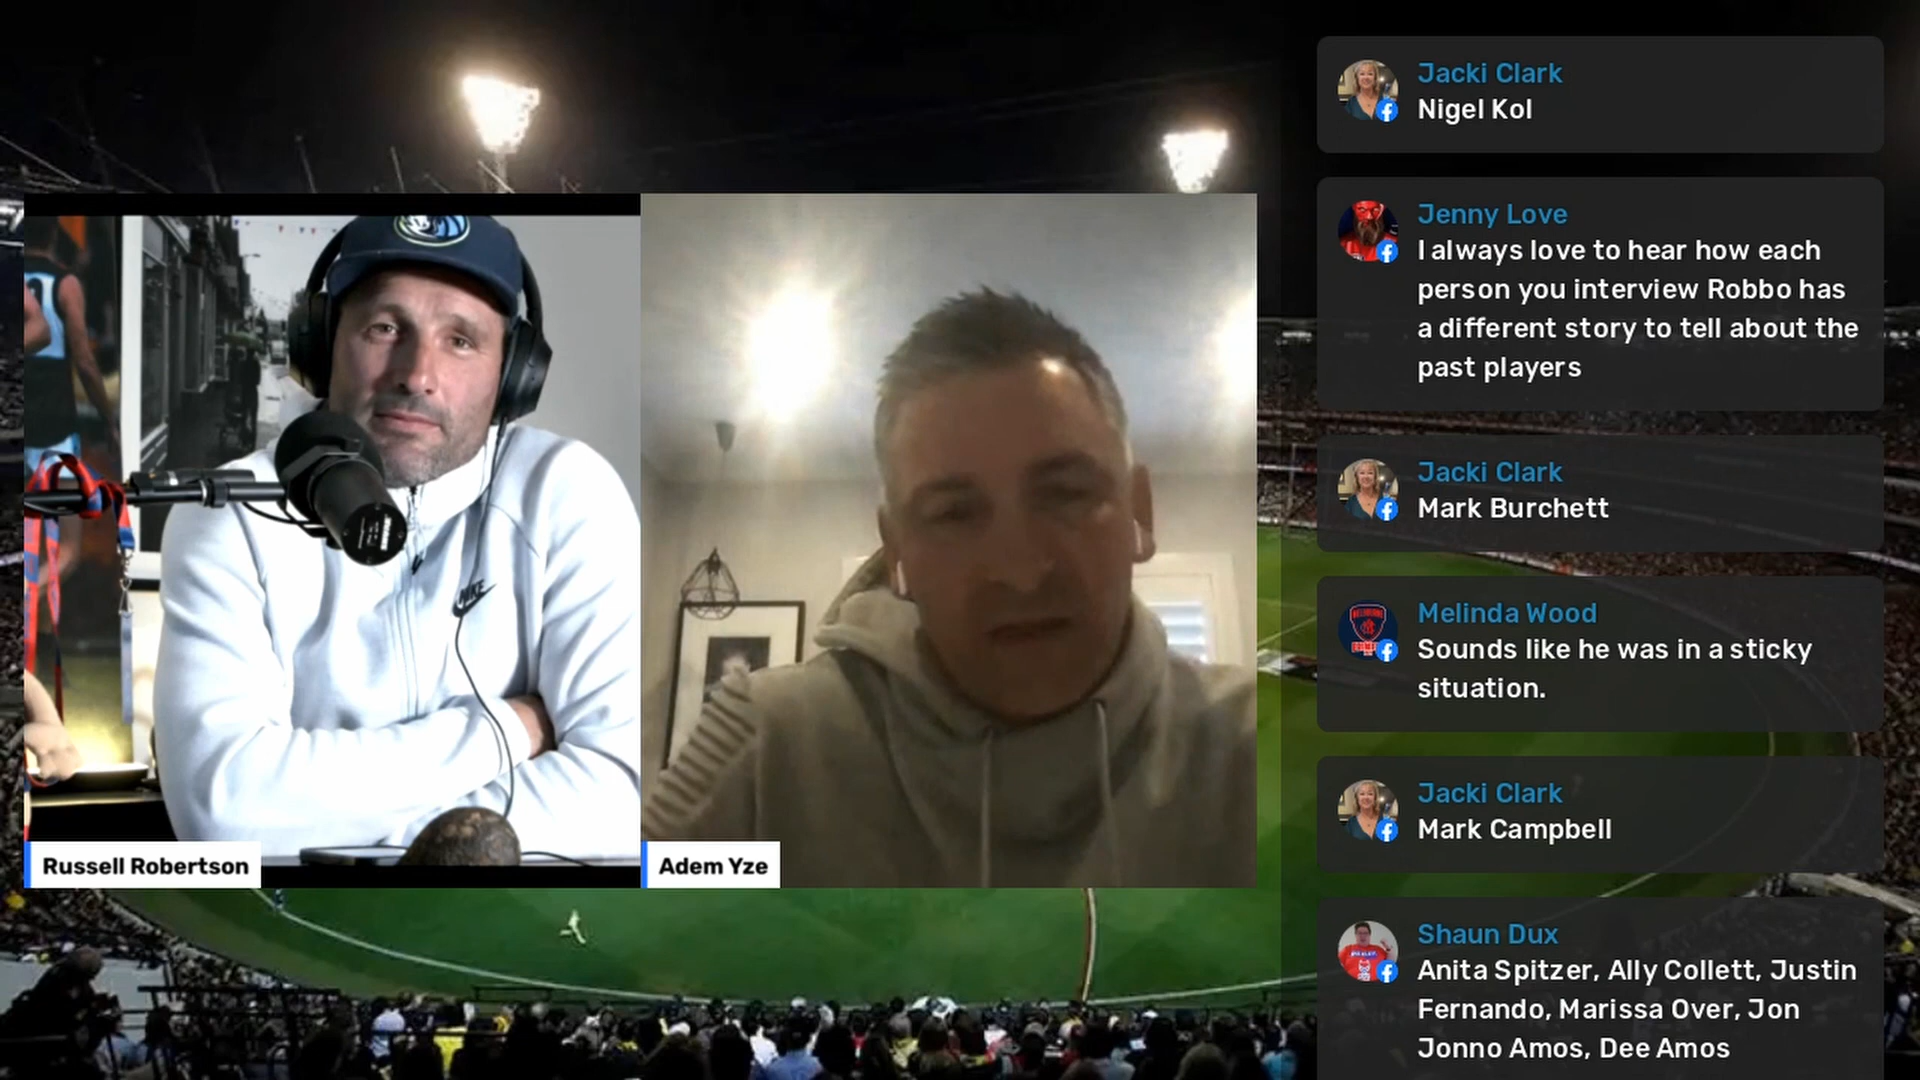 Jacki Clark
Nigel Kol
Jenny Love
I always love to hear how each
person you interview Robbo has
a different story to tell about the
past players
Jacki Clark
Mark Burchett
Melinda Wood
Sounds like he was in a sticky
situation.
Jacki Clark
Mark Campbell
Shaun Dux
Anita Spitzer, Ally Collett, Justin
Fernando, Marissa Over, Jon
Jonno Amos, Dee Amos
NIKE
Russell Robertson
Adem Yze